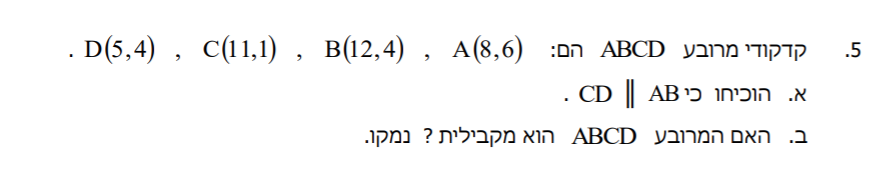 5. קדקודי מרובע ABCD הם: A(8,6) , B(12,4) , C(11,1) , D(5,4) .
א. הוכיחו כי AB ∥ CD .
ב. האם המרובע ABCD הוא מקבילית ? נמקו.